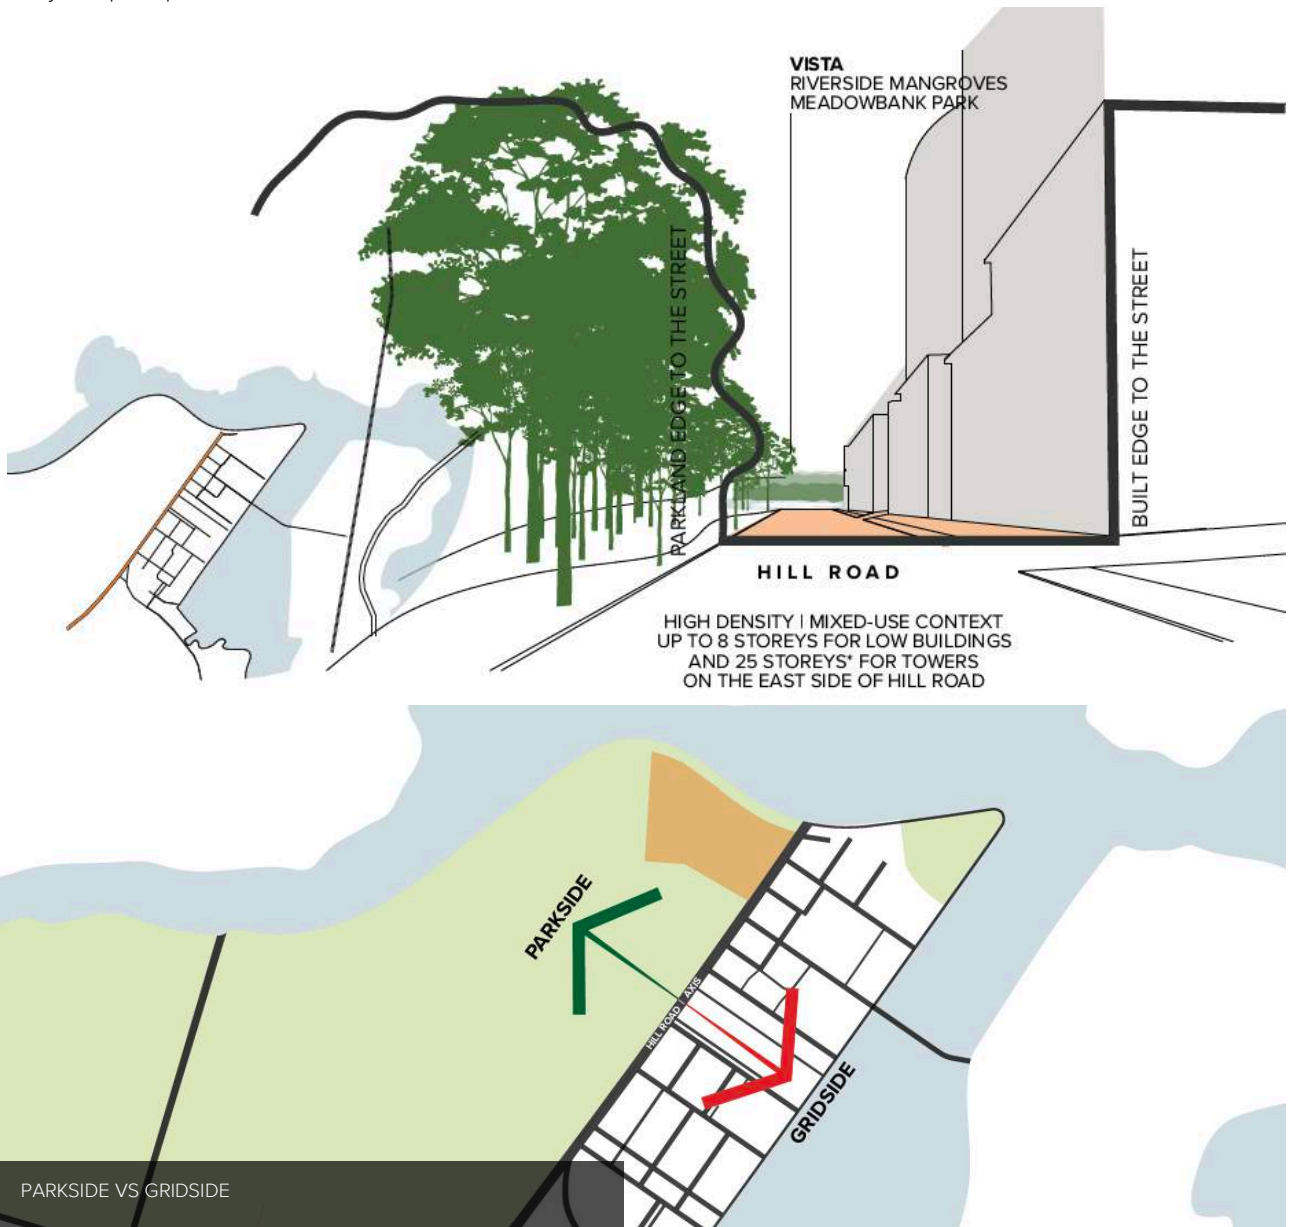 VISTA
RIVERSIDE MANGROVES
MEADOWBANK PARK
PARKLAND EDGE TO THE STREET
BUILT EDGE TO THE STREET
HILL ROAD
HIGH DENSITY | MIXED-USE CONTEXT
UP TO 8 STOREYS FOR LOW BUILDINGS
AND 25 STOREYS* FOR TOWERS
ON THE EAST SIDE OF HILL ROAD
PARKSIDE
HILL ROAD | AXIS
GRIDSIDE
PARKSIDE VS GRIDSIDE